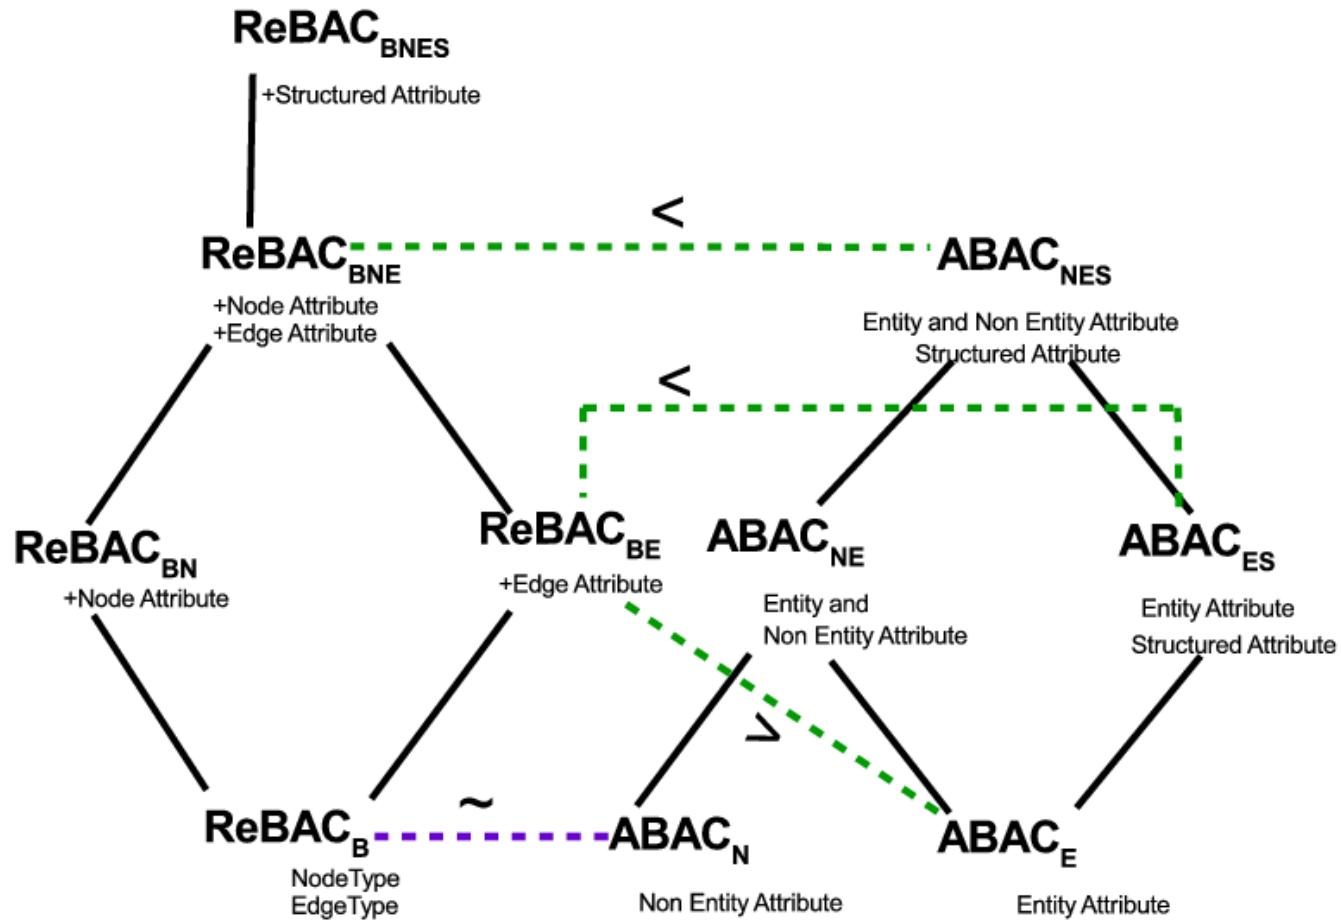 ReBAC_BNES
+Structured Attribute
<
ReBAC_BNE
ABAC_NES
+Node Attribute
+Edge Attribute
Entity and Non Entity Attribute
Structured Attribute
<
ReBAC_BN
+Node Attribute
ReBAC_BE
+Edge Attribute
ABAC_NE
Entity and
Non Entity Attribute
ABAC_ES
Entity Attribute
Structured Attribute
>
~
ReBAC_B
NodeType
EdgeType
ABAC_N
Non Entity Attribute
ABAC_E
Entity Attribute